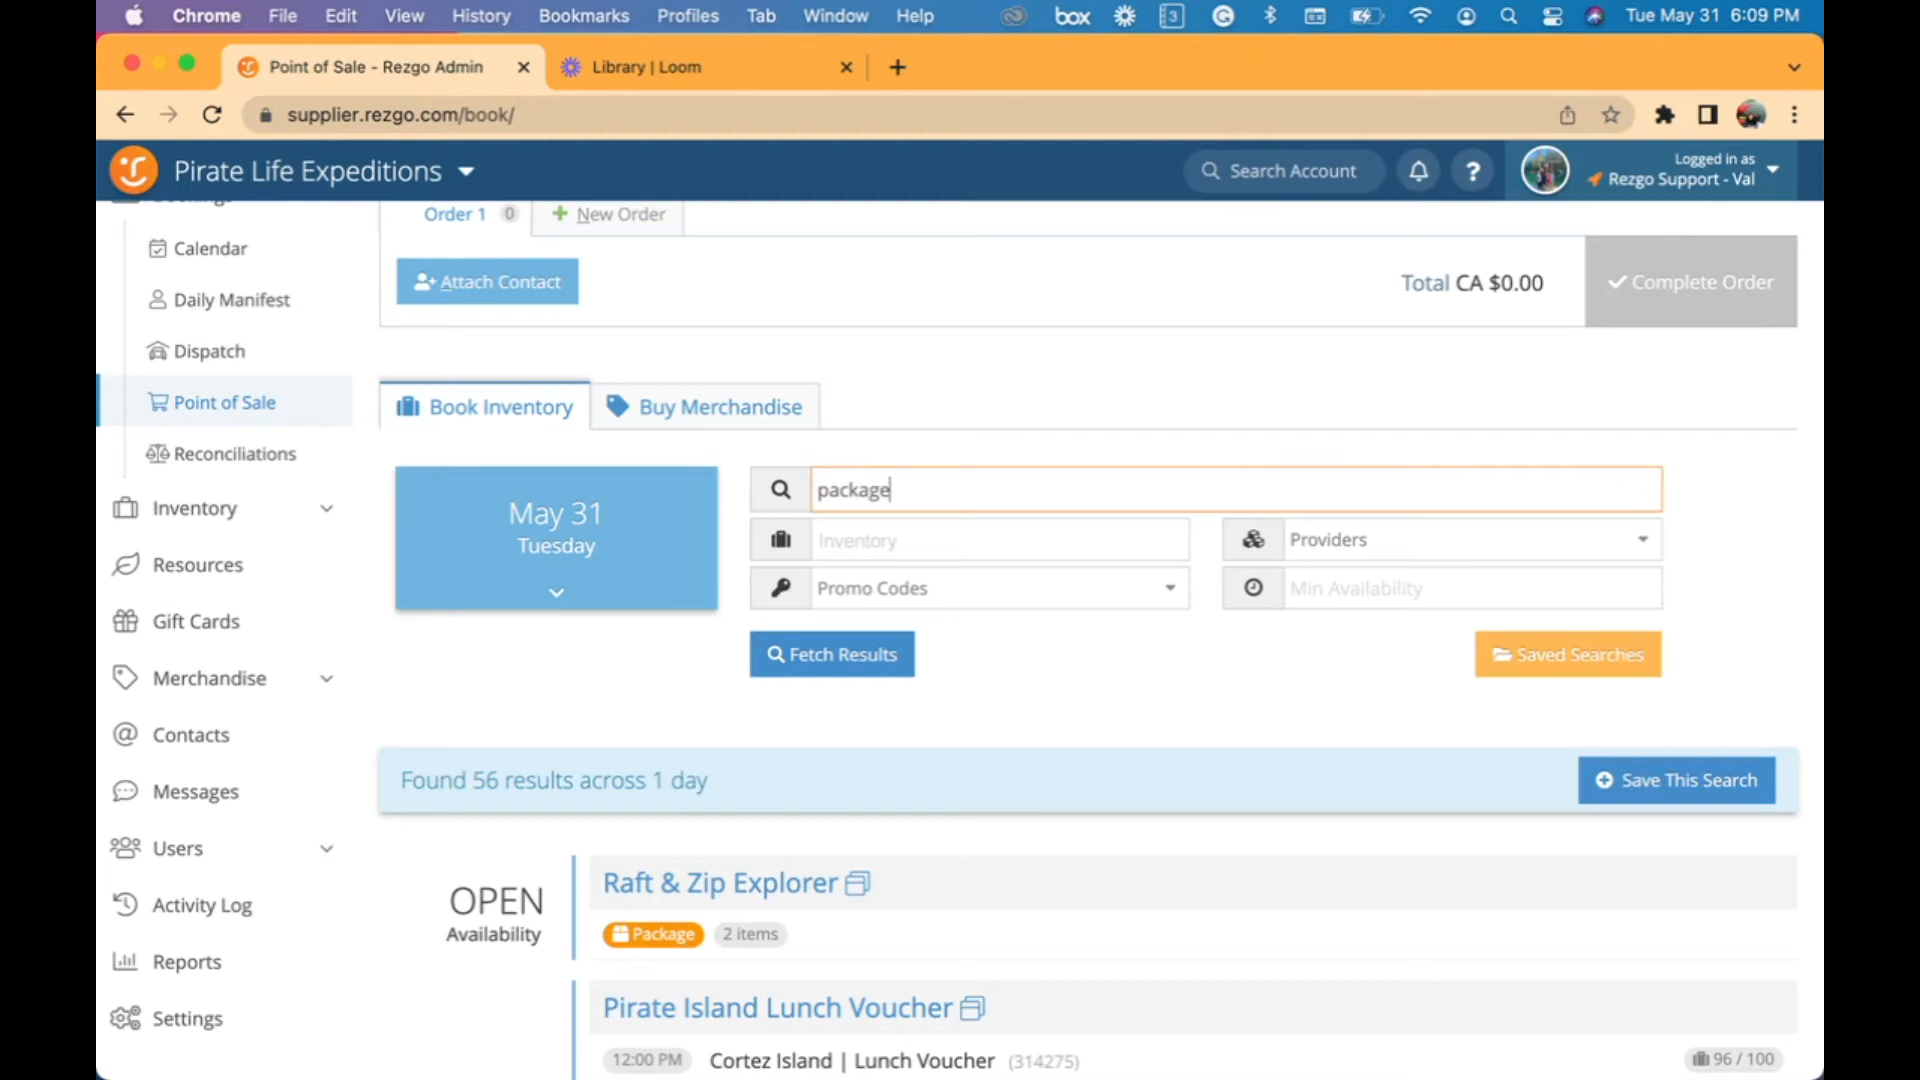 Chrome File Edit View History Bookmarks Profiles Tab Window Help box 3 Tue May 31 6:09 PM
Point of Sale - Rezgo Admin Library | Loom
supplier.rezgo.com/book/
Pirate Life Expeditions Search Account ? Logged in as
Rezgo Support - Val
Bookings
Order 1 0 New Order
Calendar
Attach Contact Total CA $0.00 Complete Order
Daily Manifest
Dispatch
Point of Sale
Book Inventory Buy Merchandise
Reconciliations
Inventory
Resources
Gift Cards
Merchandise
Contacts
Messages
Users
Activity Log
Reports
Settings
May 31
Tuesday
package
Inventory Providers
Promo Codes Min Availability
Fetch Results Saved Searches
Found 56 results across 1 day Save This Search
OPEN
Availability
Raft & Zip Explorer
Package 2 items
Pirate Island Lunch Voucher
12:00 PM Cortez Island | Lunch Voucher (314275) 96 / 100